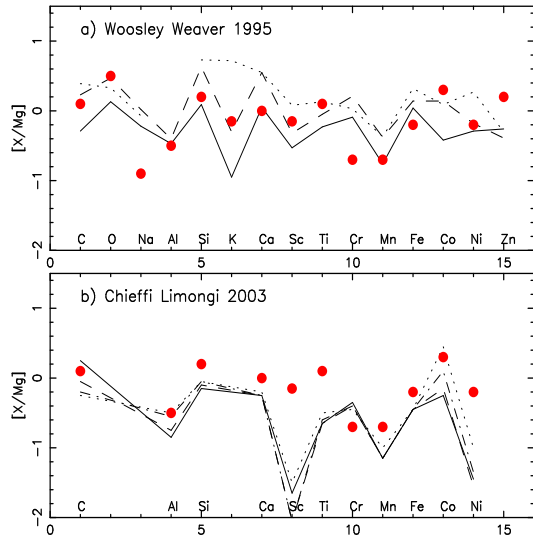 a) Woosley Weaver 1995
1
0
−1
−2
[X/Mg]
C O Na Al Si K Ca Sc Ti Cr Mn Fe Co Ni Zn
0 5 10 15
b) Chieffi Limongi 2003
1
0
−1
−2
[X/Mg]
C Al Si Ca Sc Ti Cr Mn Fe Co Ni
0 5 10 15